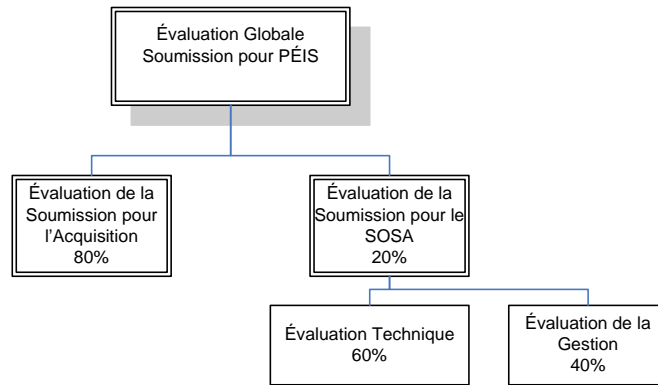 Évaluation Globale
Soumission pour PÉIS
Évaluation de la
Soumission pour
l'Acquisition
80%
Évaluation de la
Soumission pour le
SOSA
20%
Évaluation Technique
60%
Évaluation de la
Gestion
40%